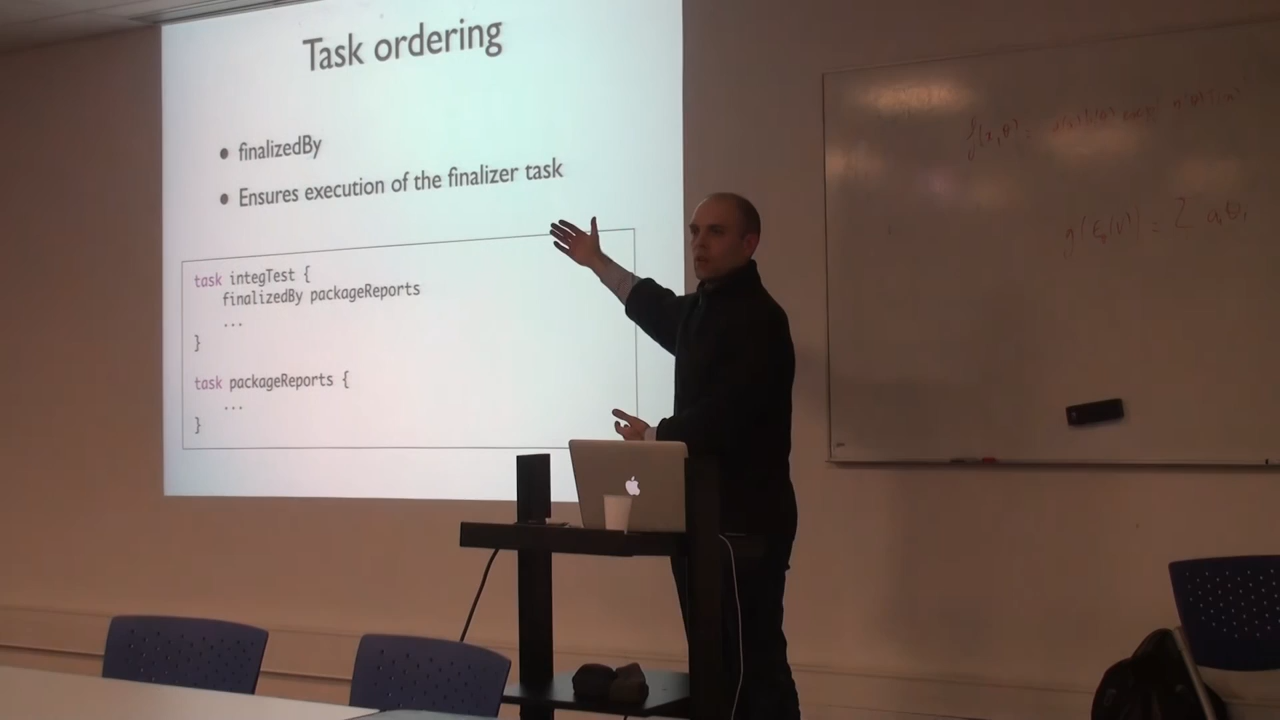 Task ordering
• finalizedBy
• Ensures execution of the finalizer task
task integTest {
finalizedBy packageReports
...
}
task packageReports {
...
}